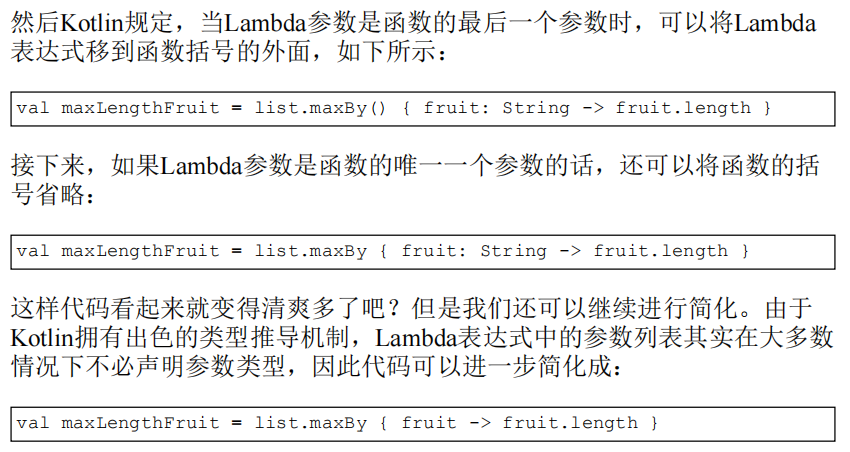 然后Kotlin规定，当Lambda参数是函数的最后一个参数时，可以将Lambda
表达式移到函数括号的外面，如下所示：
val maxLengthFruit = list.maxBy() { fruit: String -> fruit.length }
接下来，如果Lambda参数是函数的唯一一个参数的话，还可以将函数的括
号省略：
val maxLengthFruit = list.maxBy { fruit: String -> fruit.length }
这样代码看起来就变得清爽多了吧？但是我们还可以继续进行简化。由于
Kotlin拥有出色的类型推导机制，Lambda表达式中的参数列表其实在大多数
情况下不必声明参数类型，因此代码可以进一步简化成：
val maxLengthFruit = list.maxBy { fruit -> fruit.length }